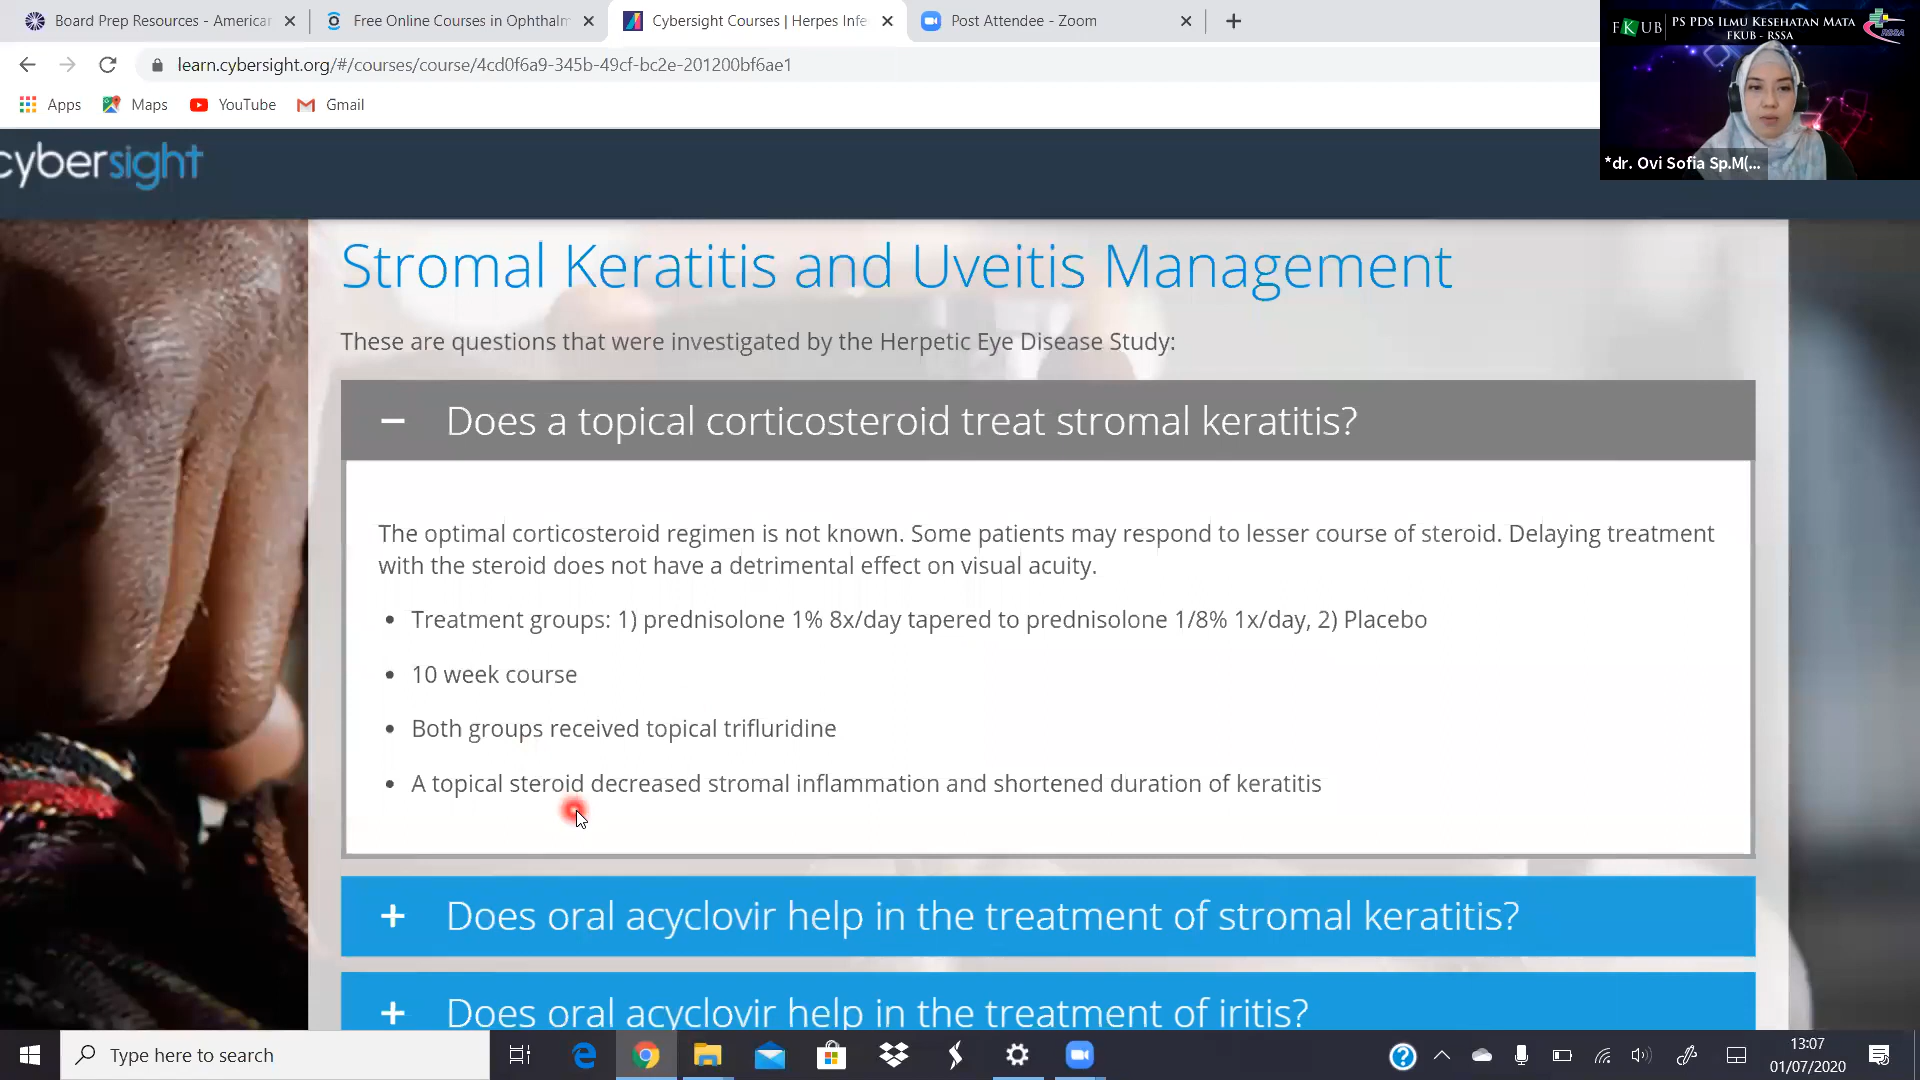 Board Prep Resources - American
Free Online Courses in Ophthalm
Cybersight Courses | Herpes Infe
Post Attendee - Zoom
learn.cybersight.org/#/courses/course/4cd0f6a9-345b-49cf-bc2e-201200bf6ae1
Apps
Maps
YouTube
Gmail
FKUB
PS PDS Ilmu Kesehatan Mata
FKUB - RSSA
RSSA
*dr. Ovi Sofia Sp.M(...
cybersight
Stromal Keratitis and Uveitis Management
These are questions that were investigated by the Herpetic Eye Disease Study:
− Does a topical corticosteroid treat stromal keratitis?
The optimal corticosteroid regimen is not known. Some patients may respond to lesser course of steroid. Delaying treatment
with the steroid does not have a detrimental effect on visual acuity.
• Treatment groups: 1) prednisolone 1% 8x/day tapered to prednisolone 1/8% 1x/day, 2) Placebo
• 10 week course
• Both groups received topical trifluridine
• A topical steroid decreased stromal inflammation and shortened duration of keratitis
+ Does oral acyclovir help in the treatment of stromal keratitis?
+ Does oral acyclovir help in the treatment of iritis?
Type here to search
13:07
01/07/2020